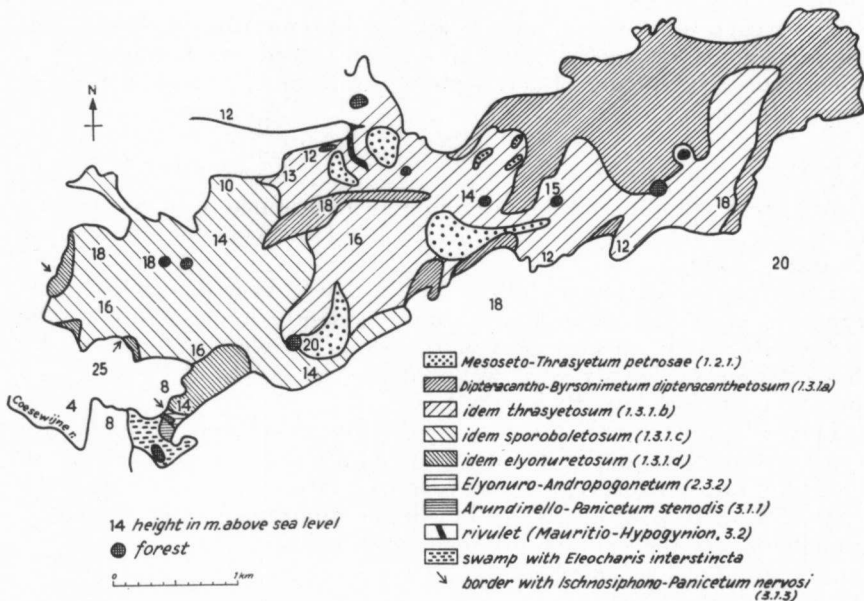 N
12
12
13
10
18
14
15
14
16
18
18
14
18
16
12
12
20
18
16
20
14
25
8
14
Coesewijne r.
4
8
Mesoseto-Thrasyetum petrosae (1.2.1.)
Dipteracantho-Byrsonimetum dipteracanthetosum (1.3.1a)
idem thrasyetosum (1.3.1.b)
idem sporoboletosum (1.3.1.c)
idem elyonuretosum (1.3.1.d)
Elyonuro-Andropogonetum (2.3.2)
Arundinello-Panicetum stenodis (3.1.1)
rivulet (Mauritio-Hypogynion, 3.2)
swamp with Eleocharis interstincta
border with Ischnosiphono-Panicetum nervosi
(3.1.3)
14 height in m. above sea level
forest
0 1km